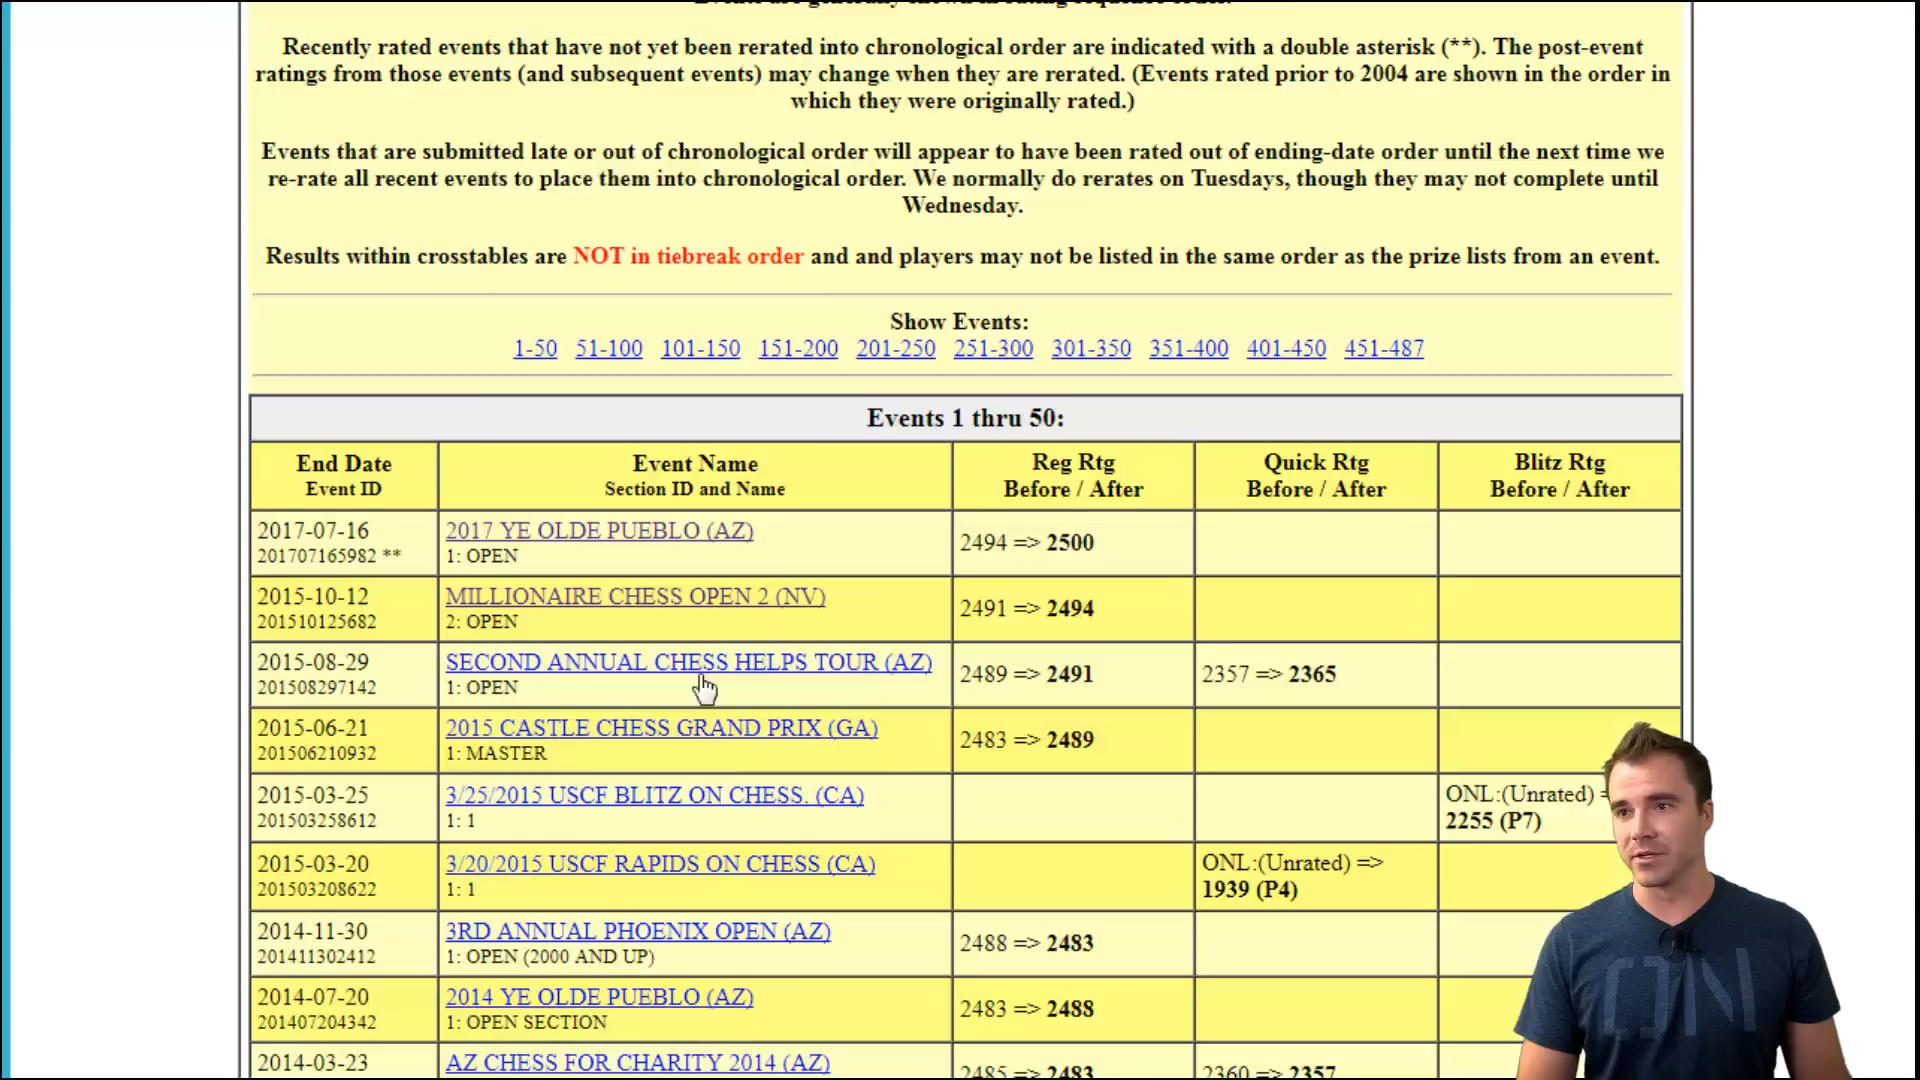 Events are generally shown in rating sequence order.
Recently rated events that have not yet been rerated into chronological order are indicated with a double asterisk (**). The post-event
ratings from those events (and subsequent events) may change when they are rerated. (Events rated prior to 2004 are shown in the order in
which they were originally rated.)
Events that are submitted late or out of chronological order will appear to have been rated out of ending-date order until the next time we
re-rate all recent events to place them into chronological order. We normally do rerates on Tuesdays, though they may not complete until
Wednesday.
Results within crosstables are NOT in tiebreak order and and players may not be listed in the same order as the prize lists from an event.
Show Events:
1-50 51-100 101-150 151-200 201-250 251-300 301-350 351-400 401-450 451-487
Events 1 thru 50:
End Date Event Name Reg Rtg Quick Rtg Blitz Rtg
Event ID Section ID and Name Before / After Before / After Before / After
2017-07-16 2017 YE OLDE PUEBLO (AZ) 2494 => 2500
201707165982 ** 1: OPEN
2015-10-12 MILLIONAIRE CHESS OPEN 2 (NV) 2491 => 2494
201510125682 2: OPEN
2015-08-29 SECOND ANNUAL CHESS HELPS TOUR (AZ) 2489 => 2491 2357 => 2365
201508297142 1: OPEN
2015-06-21 2015 CASTLE CHESS GRAND PRIX (GA) 2483 => 2489
201506210932 1: MASTER
2015-03-25 3/25/2015 USCF BLITZ ON CHESS. (CA) ONL:(Unrated) =
201503258612 1: 1 2255 (P7)
2015-03-20 3/20/2015 USCF RAPIDS ON CHESS (CA) ONL:(Unrated) =>
201503208622 1: 1 1939 (P4)
2014-11-30 3RD ANNUAL PHOENIX OPEN (AZ) 2488 => 2483
201411302412 1: OPEN (2000 AND UP)
2014-07-20 2014 YE OLDE PUEBLO (AZ) 2483 => 2488
201407204342 1: OPEN SECTION
2014-03-23 AZ CHESS FOR CHARITY 2014 (AZ) 2485 => 2483 2360 => 2357
ON